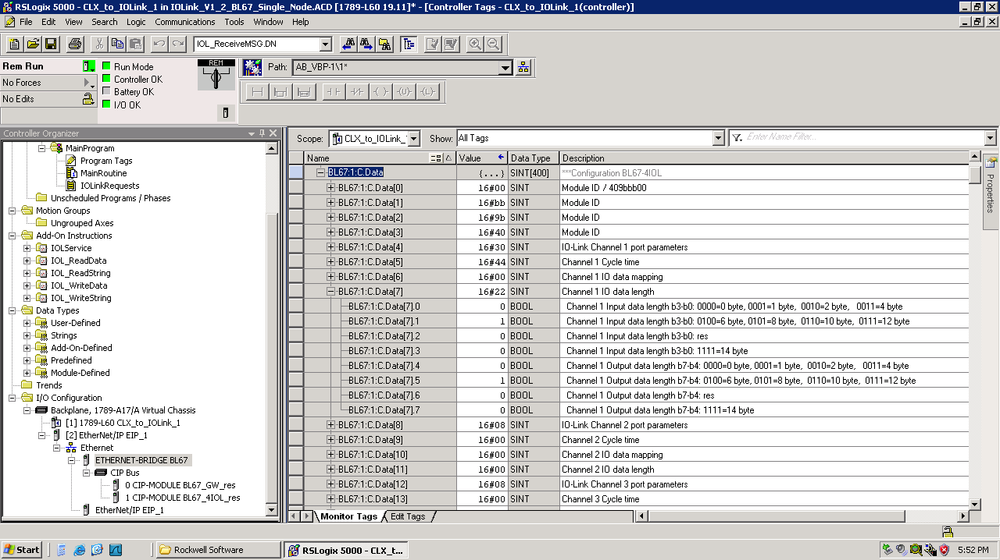 RSLogix 5000 - CLX_to_IOLink_1 in IOLink_V1_2_BL67_Single_Node.ACD [1789-L60 19.11]* - [Controller Tags - CLX_to_IOLink_1(controller)]
File Edit View Search Logic Communications Tools Window Help
IOL_ReceiveMSG.DN
Rem Run
No Forces
No Edits
Run Mode
Controller OK
Battery OK
I/O OK
REM
Path: AB_VBP-1\1*
Controller Organizer
MainProgram
Program Tags
MainRoutine
IOLinkRequests
Unscheduled Programs / Phases
Motion Groups
Ungrouped Axes
Add-On Instructions
IOLService
IOL_ReadData
IOL_ReadString
IOL_WriteData
IOL_WriteString
Data Types
User-Defined
Strings
Add-On-Defined
Predefined
Module-Defined
Trends
I/O Configuration
Backplane, 1789-A17/A Virtual Chassis
[1] 1789-L60 CLX_to_IOLink_1
[2] EtherNet/IP EIP_1
Ethernet
ETHERNET-BRIDGE BL67
CIP Bus
0 CIP-MODULE BL67_GW_res
1 CIP-MODULE BL67_4IOL_res
EtherNet/IP EIP_1
Scope: CLX_to_IOLink_ Show: All Tags Enter Name Filter...
Name Value Data Type Description
BL67:1:C.Data {...} SINT[400] ***Configuration BL67-4IOL
BL67:1:C.Data[0] 16#00 SINT Module ID / 409bbb00
BL67:1:C.Data[1] 16#bb SINT Module ID
BL67:1:C.Data[2] 16#9b SINT Module ID
BL67:1:C.Data[3] 16#40 SINT Module ID
BL67:1:C.Data[4] 16#30 SINT IO-Link Channel 1 port parameters
BL67:1:C.Data[5] 16#44 SINT Channel 1 Cycle time
BL67:1:C.Data[6] 16#00 SINT Channel 1 IO data mapping
BL67:1:C.Data[7] 16#22 SINT Channel 1 IO data length
BL67:1:C.Data[7].0 0 BOOL Channel 1 Input data length b3-b0: 0000=0 byte, 0001=1 byte, 0010=2 byte, 0011=4 byte
BL67:1:C.Data[7].1 1 BOOL Channel 1 Input data length b3-b0: 0100=6 byte, 0101=8 byte, 0110=10 byte, 0111=12 byte
BL67:1:C.Data[7].2 0 BOOL Channel 1 Input data length b3-b0: res
BL67:1:C.Data[7].3 0 BOOL Channel 1 Input data length b3-b0: 1111=14 byte
BL67:1:C.Data[7].4 0 BOOL Channel 1 Output data length b7-b4: 0000=0 byte, 0001=1 byte, 0010=2 byte, 0011=4 byte
BL67:1:C.Data[7].5 1 BOOL Channel 1 Output data length b7-b4: 0100=6 byte, 0101=8 byte, 0110=10 byte, 0111=12 byte
BL67:1:C.Data[7].6 0 BOOL Channel 1 Output data length b7-b4: res
BL67:1:C.Data[7].7 0 BOOL Channel 1 Output data length b7-b4: 1111=14 byte
BL67:1:C.Data[8] 16#08 SINT IO-Link Channel 2 port parameters
BL67:1:C.Data[9] 16#00 SINT Channel 2 Cycle time
BL67:1:C.Data[10] 16#00 SINT Channel 2 IO data mapping
BL67:1:C.Data[11] 16#00 SINT Channel 2 IO data length
BL67:1:C.Data[12] 16#08 SINT IO-Link Channel 3 port parameters
BL67:1:C.Data[13] 16#00 SINT Channel 3 Cycle time
Monitor Tags Edit Tags
Properties
Start Rockwell Software RSLogix 5000 - CLX_t... 5:52 PM